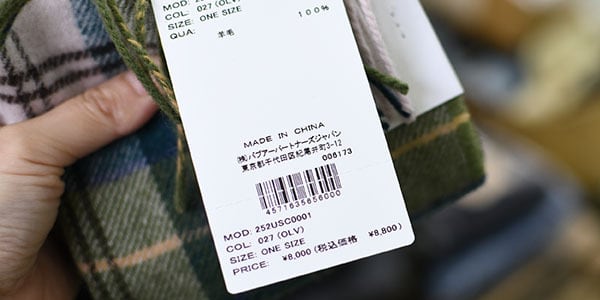 COL: 027 (OLV)
SIZE: ONE SIZE
QUA: 100%
羊毛
MADE IN CHINA
㈱バブアーパートナーズジャパン
東京都千代田区紀尾井町3-12
006173
4571635656000
MOD: 252USC0001
COL: 027 (OLV)
SIZE: ONE SIZE
PRICE: ¥8,000 (税込価格 ¥8,800)